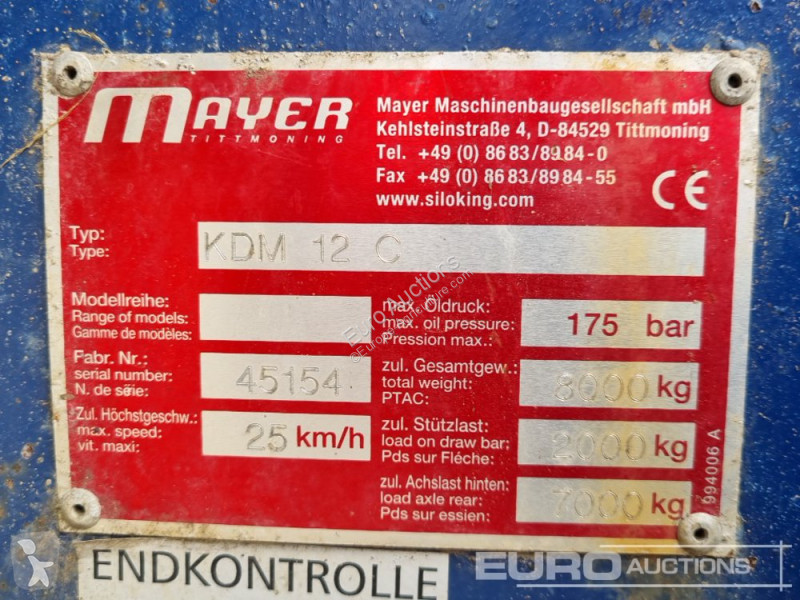 MAYER
TITTMONING
Mayer Maschinenbaugesellschaft mbH
Kehlsteinstraße 4, D-84529 Tittmoning
Tel. +49 (0) 86 83/89 84-0
Fax +49 (0) 86 83/89 84-55
www.siloking.com
CE
Typ:
Type:
KDM 12 C
Modellreihe:
Range of models:
Gamme de modèles:
max. Öldruck:
max. oil pressure:
Pression max.:
175 bar
Fabr. Nr.:
serial number:
N. de série:
45154
zul. Gesamtgew.:
total weight:
PTAC:
8000 kg
Zul. Höchstgeschw.:
max. speed:
vit. maxi:
25 km/h
zul. Stützlast:
load on draw bar:
Pds sur Fléche:
2000 kg
zul. Achslast hinten:
load axle rear:
Pds sur essien:
7000 kg
994006 A
ENDKONTROLLE
EURO AUCTIONS
Euro Auctions